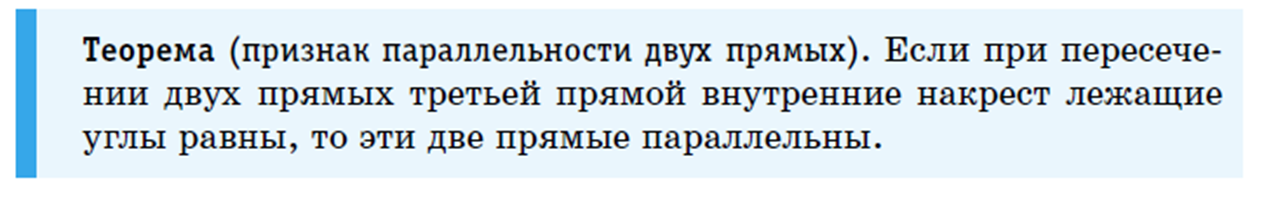 Теорема (признак параллельности двух прямых). Если при пересече-
нии двух прямых третьей прямой внутренние накрест лежащие
углы равны, то эти две прямые параллельны.